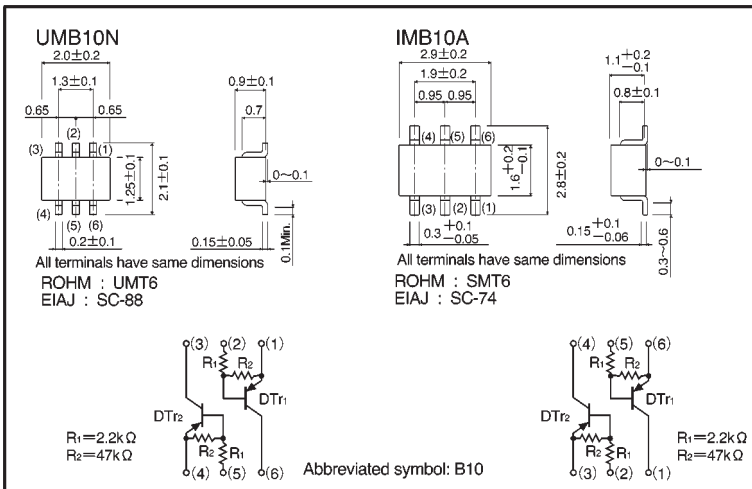 UMB10N
2.0±0.2
1.3±0.1
0.65
0.65
(2)
(3)
(1)
1.25±0.1
2.1±0.1
(4)
(5)
(6)
0.2±0.1
0.9±0.1
0.7
0~0.1
0.15±0.05
0.1Min.
All terminals have same dimensions
ROHM : UMT6
EIAJ : SC-88
IMB10A
2.9±0.2
1.9±0.2
0.95
0.95
(4)
(5)
(6)
1.6+0.2−0.1
2.8±0.2
(3)
(2)
(1)
0.3+0.1−0.05
1.1+0.2−0.1
0.8±0.1
0~0.1
0.15+0.1−0.06
0.3~0.6
All terminals have same dimensions
ROHM : SMT6
EIAJ : SC-74
(3)
(2)
(1)
R1
R2
DTr1
DTr2
R2
R1
(4)
(5)
(6)
R1=2.2kΩ
R2=47kΩ
Abbreviated symbol: B10
(4)
(5)
(6)
R1
R2
DTr1
DTr2
R2
R1
(3)
(2)
(1)
R1=2.2kΩ
R2=47kΩ